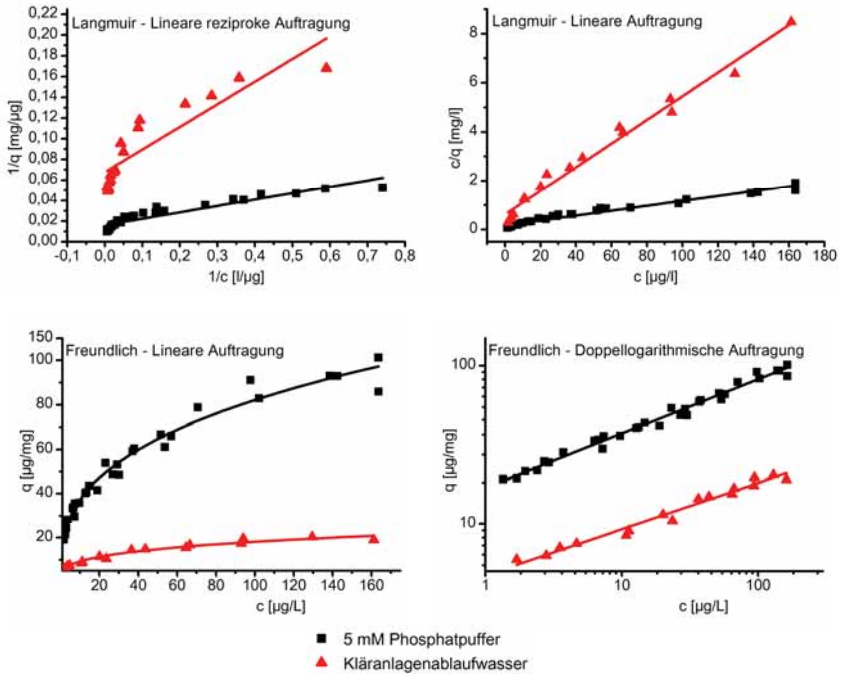 Langmuir - Lineare reziproke Auftragung
1/q [mg/µg]
0,20
0,18
0,16
0,14
0,12
0,10
0,08
0,06
0,04
0,02
0,00
-0,1 0,0 0,1 0,2 0,3 0,4 0,5 0,6 0,7 0,8
1/c [l/µg]
Langmuir - Lineare Auftragung
c/q [mg/l]
8
6
4
2
0
0 20 40 60 80 100 120 140 160 180
c [µg/l]
Freundlich - Lineare Auftragung
q [µg/mg]
150
100
80
60
40
20
20 40 60 80 100 120 140 160
c [µg/L]
Freundlich - Doppellogarithmische Auftragung
q [µg/mg]
100
10
1 10 100
c [µg/L]
5 mM Phosphatpuffer
Kläranlagenablaufwasser